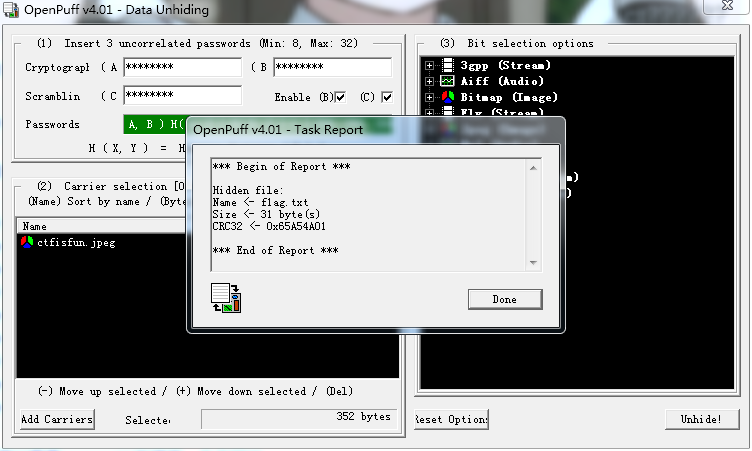 OpenPuff v4.01 - Data Unhiding
(1) Insert 3 uncorrelated passwords (Min: 8, Max: 32)
Cryptograph ( A ******** ( B ********
Scramblin ( C ******** Enable (B) (C)
Passwords A, B ) H(
H ( X, Y ) = H
(2) Carrier selection [O
(Name) Sort by name / (Byte
Name
ctfisfun.jpeg
(-) Move up selected / (+) Move down selected / (Del)
Add Carriers Selecte 352 bytes
(3) Bit selection options
3gpp (Stream)
Aiff (Audio)
Bitmap (Image)
Flv (Stream)
m)
)
Reset Options Unhide!
OpenPuff v4.01 - Task Report
*** Begin of Report ***
Hidden file:
Name <- flag.txt
Size <- 31 byte(s)
CRC32 <- 0x65A54A01
*** End of Report ***
Done